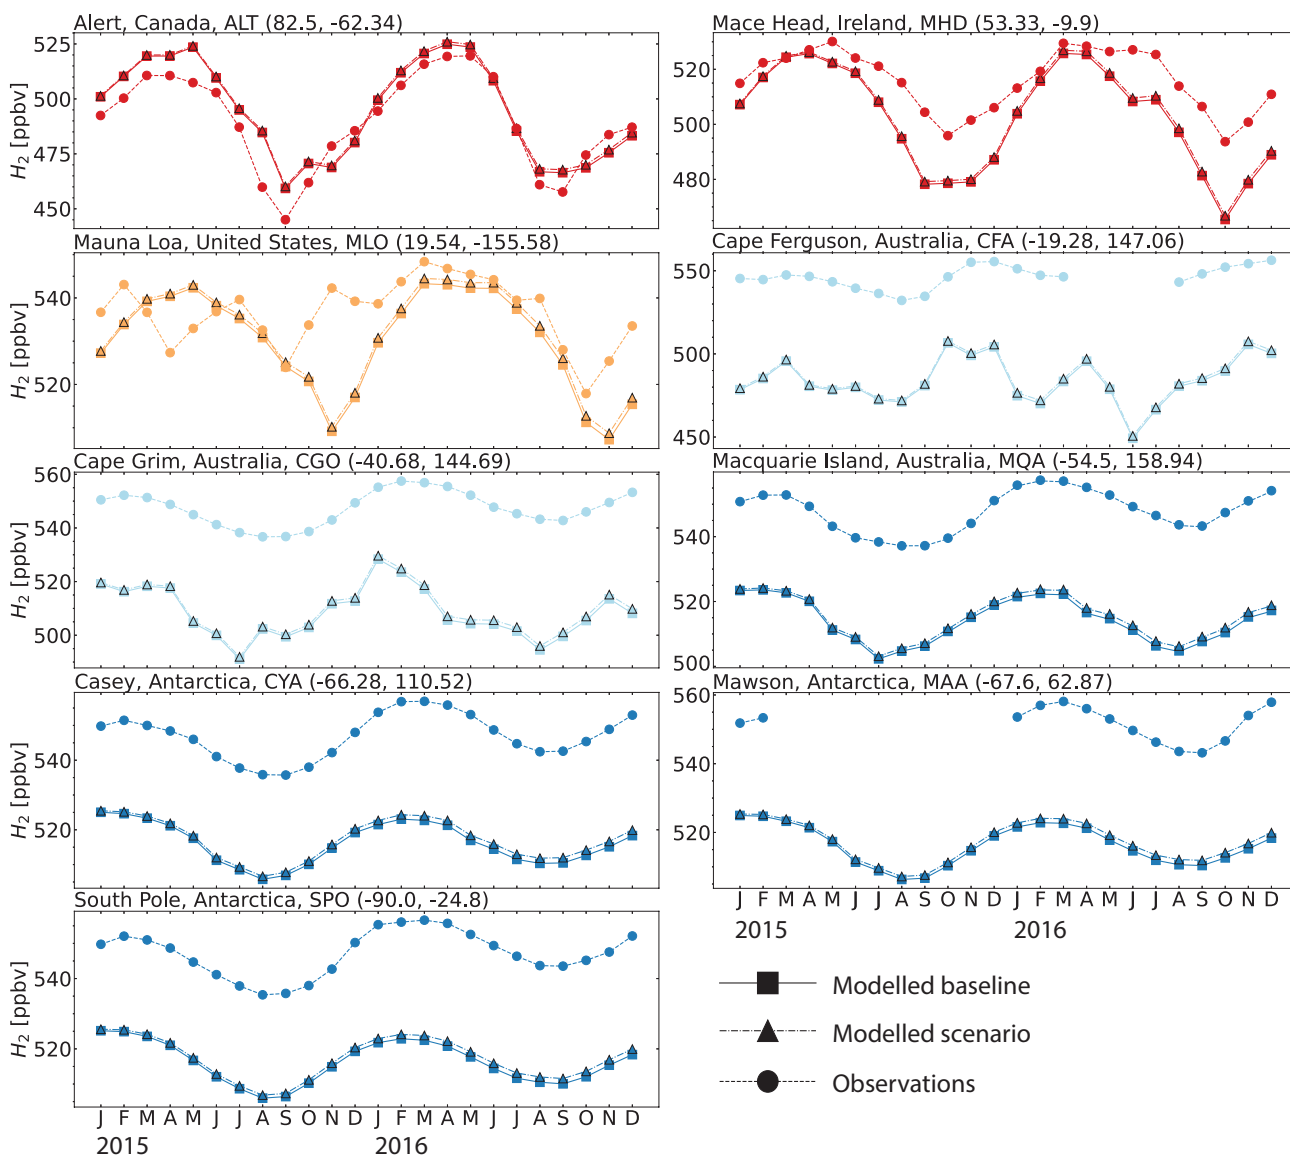 Alert, Canada, ALT (82.5, -62.34)
H2 [ppbv]
525
500
475
450
Mace Head, Ireland, MHD (53.33, -9.9)
520
500
480
Mauna Loa, United States, MLO (19.54, -155.58)
H2 [ppbv]
540
520
Cape Ferguson, Australia, CFA (-19.28, 147.06)
550
500
450
Cape Grim, Australia, CGO (-40.68, 144.69)
H2 [ppbv]
560
540
520
500
Macquarie Island, Australia, MQA (-54.5, 158.94)
540
520
500
Casey, Antarctica, CYA (-66.28, 110.52)
H2 [ppbv]
540
520
Mawson, Antarctica, MAA (-67.6, 62.87)
560
540
520
J F M A M J J A S O N D J F M A M J J A S O N D
2015 2016
South Pole, Antarctica, SPO (-90.0, -24.8)
H2 [ppbv]
540
520
J F M A M J J A S O N D J F M A M J J A S O N D
2015 2016
Modelled baseline
Modelled scenario
Observations